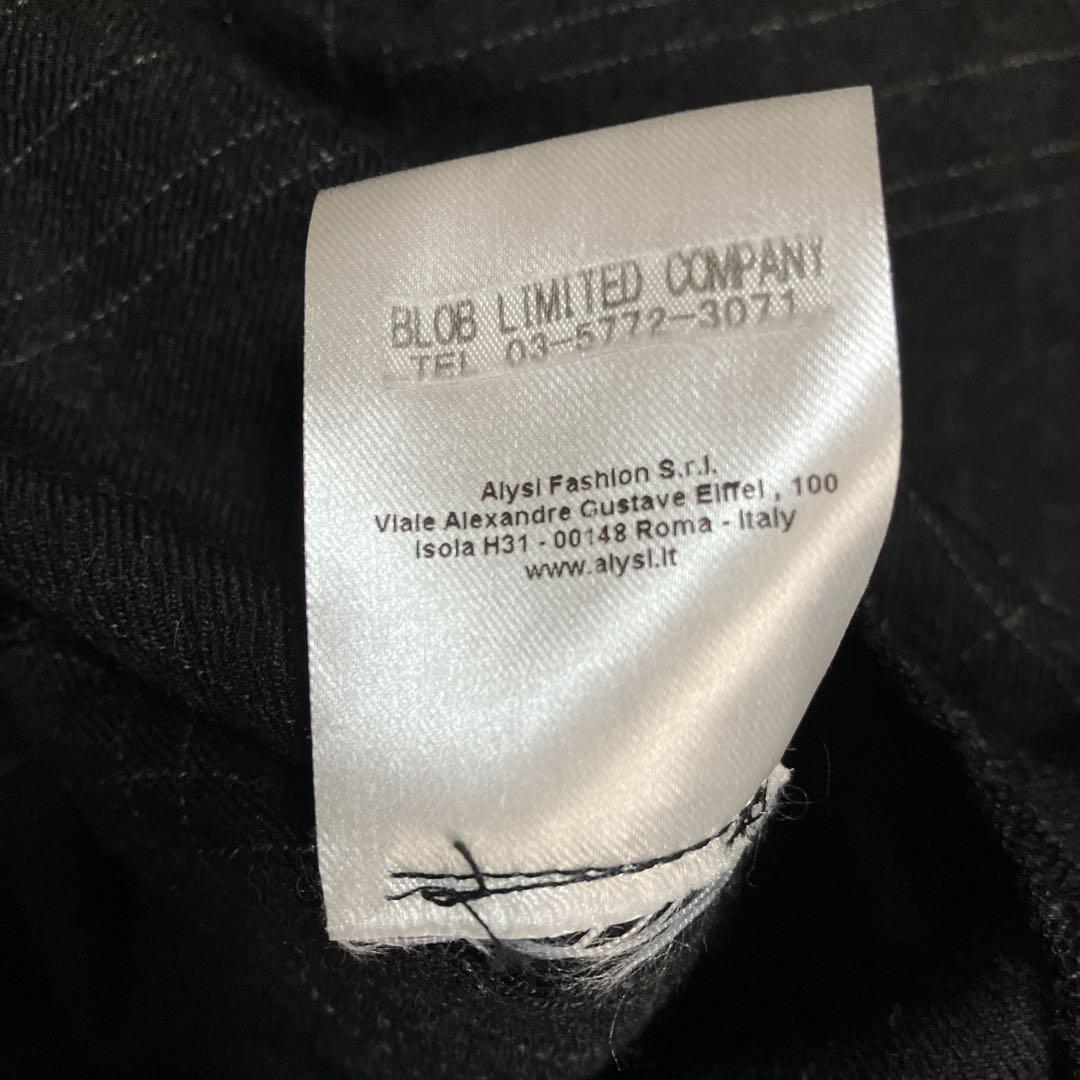 BLOB LIMITED COMPANY
TEL 03-5772-3071
Alysi Fashion S.r.l.
Viale Alexandre Gustave Eiffel , 100
Isola H31 - 00148 Roma - Italy
www.alysi.it